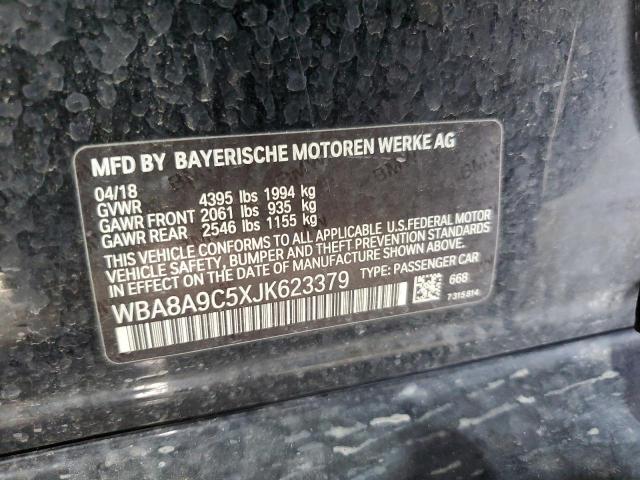 MFD BY BAYERISCHE MOTOREN WERKE AG
04/18
GVWR 4395 lbs 1994 kg
GAWR FRONT 2061 lbs 935 kg
GAWR REAR 2546 lbs 1155 kg
THIS VEHICLE CONFORMS TO ALL APPLICABLE U.S.FEDERAL MOTOR
VEHICLE SAFETY, BUMPER, AND THEFT PREVENTION STANDARDS
IN EFFECT ON THE DATE OF MANUFACTURE SHOWN ABOVE.
WBA8A9C5XJK623379 TYPE: PASSENGER CAR
668
7315814